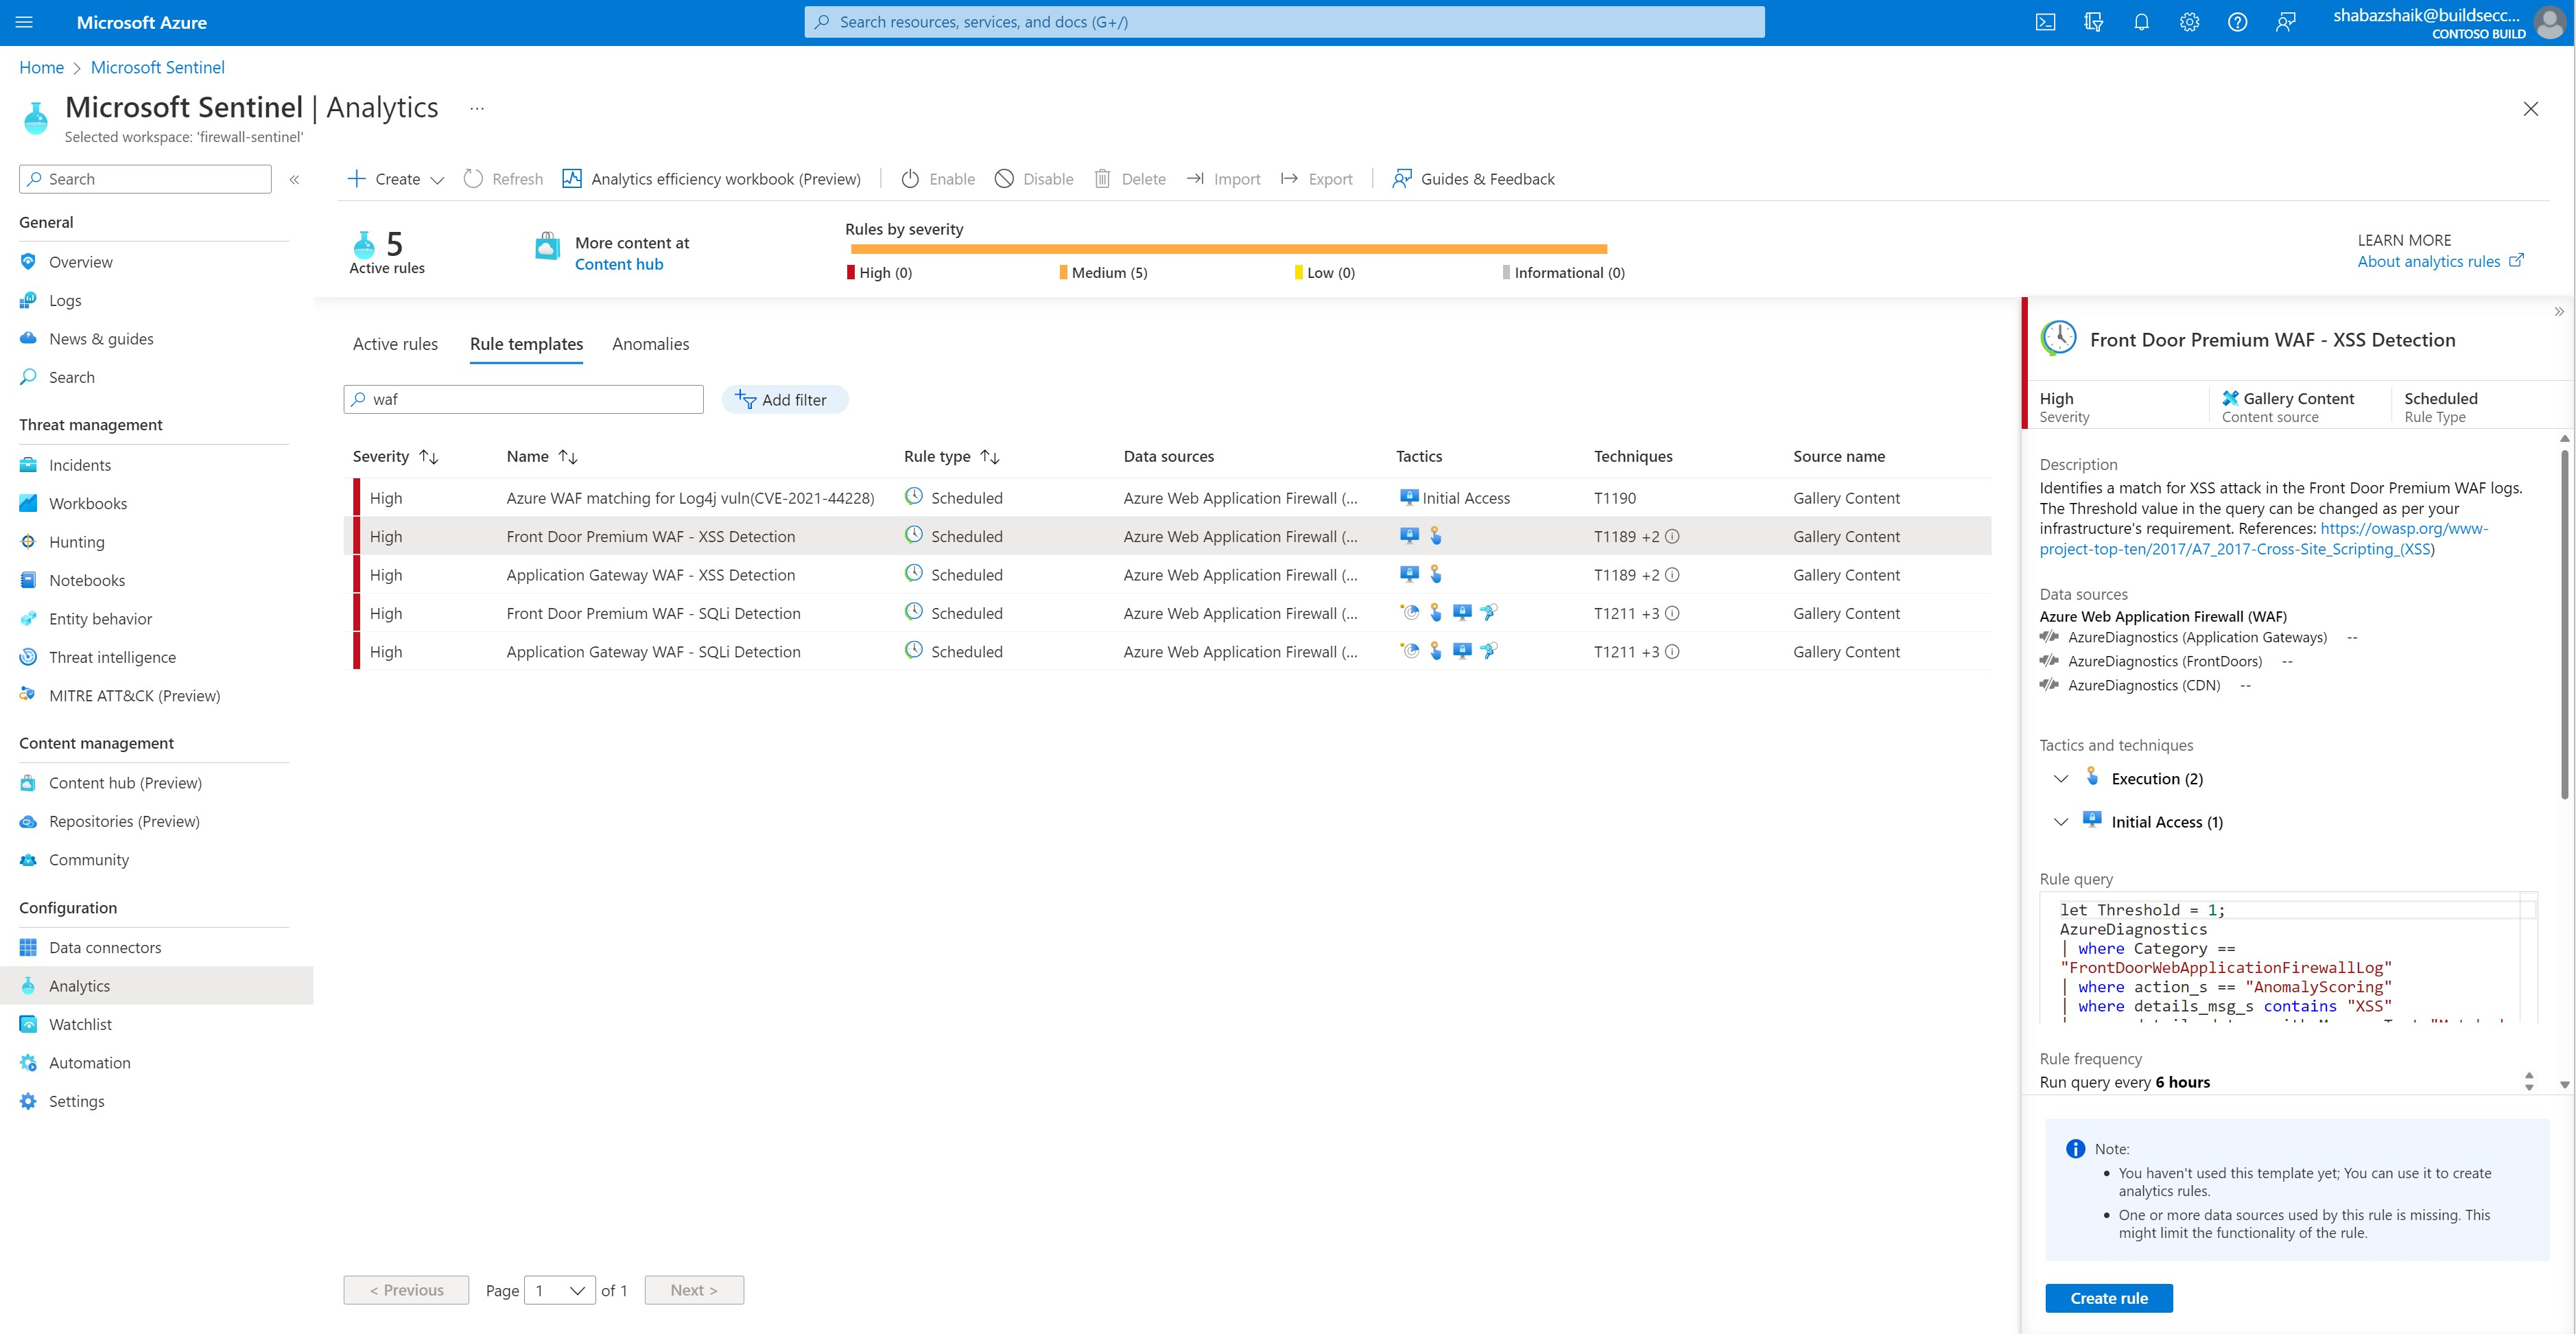 Microsoft Azure
Search resources, services, and docs (G+/)
shabazshaik@buildsecc...
CONTOSO BUILD
Home > Microsoft Sentinel
Microsoft Sentinel | Analytics ...
Selected workspace: 'firewall-sentinel'
Search
General
Overview
Logs
News & guides
Search
Threat management
Incidents
Workbooks
Hunting
Notebooks
Entity behavior
Threat intelligence
MITRE ATT&CK (Preview)
Content management
Content hub (Preview)
Repositories (Preview)
Community
Configuration
Data connectors
Analytics
Watchlist
Automation
Settings
Create Refresh Analytics efficiency workbook (Preview) Enable Disable Delete Import Export Guides & Feedback
5
Active rules
More content at
Content hub
Rules by severity
High (0) Medium (5) Low (0) Informational (0)
LEARN MORE
About analytics rules
Active rules Rule templates Anomalies
waf Add filter
Severity Name Rule type Data sources Tactics Techniques Source name
High Azure WAF matching for Log4j vuln(CVE-2021-44228) Scheduled Azure Web Application Firewall (... Initial Access T1190 Gallery Content
High Front Door Premium WAF - XSS Detection Scheduled Azure Web Application Firewall (... T1189 +2 Gallery Content
High Application Gateway WAF - XSS Detection Scheduled Azure Web Application Firewall (... T1189 +2 Gallery Content
High Front Door Premium WAF - SQLi Detection Scheduled Azure Web Application Firewall (... T1211 +3 Gallery Content
High Application Gateway WAF - SQLi Detection Scheduled Azure Web Application Firewall (... T1211 +3 Gallery Content
< Previous Page 1 of 1 Next >
Front Door Premium WAF - XSS Detection
High Gallery Content Scheduled
Severity Content source Rule Type
Description
Identifies a match for XSS attack in the Front Door Premium WAF logs.
The Threshold value in the query can be changed as per your
infrastructure's requirement. References: https://owasp.org/www-
project-top-ten/2017/A7_2017-Cross-Site_Scripting_(XSS)
Data sources
Azure Web Application Firewall (WAF)
AzureDiagnostics (Application Gateways) --
AzureDiagnostics (FrontDoors) --
AzureDiagnostics (CDN) --
Tactics and techniques
Execution (2)
Initial Access (1)
Rule query
let Threshold = 1;
AzureDiagnostics
| where Category ==
"FrontDoorWebApplicationFirewallLog"
| where action_s == "AnomalyScoring"
| where details_msg_s contains "XSS"
Rule frequency
Run query every 6 hours
Note:
• You haven't used this template yet; You can use it to create
analytics rules.
• One or more data sources used by this rule is missing. This
might limit the functionality of the rule.
Create rule